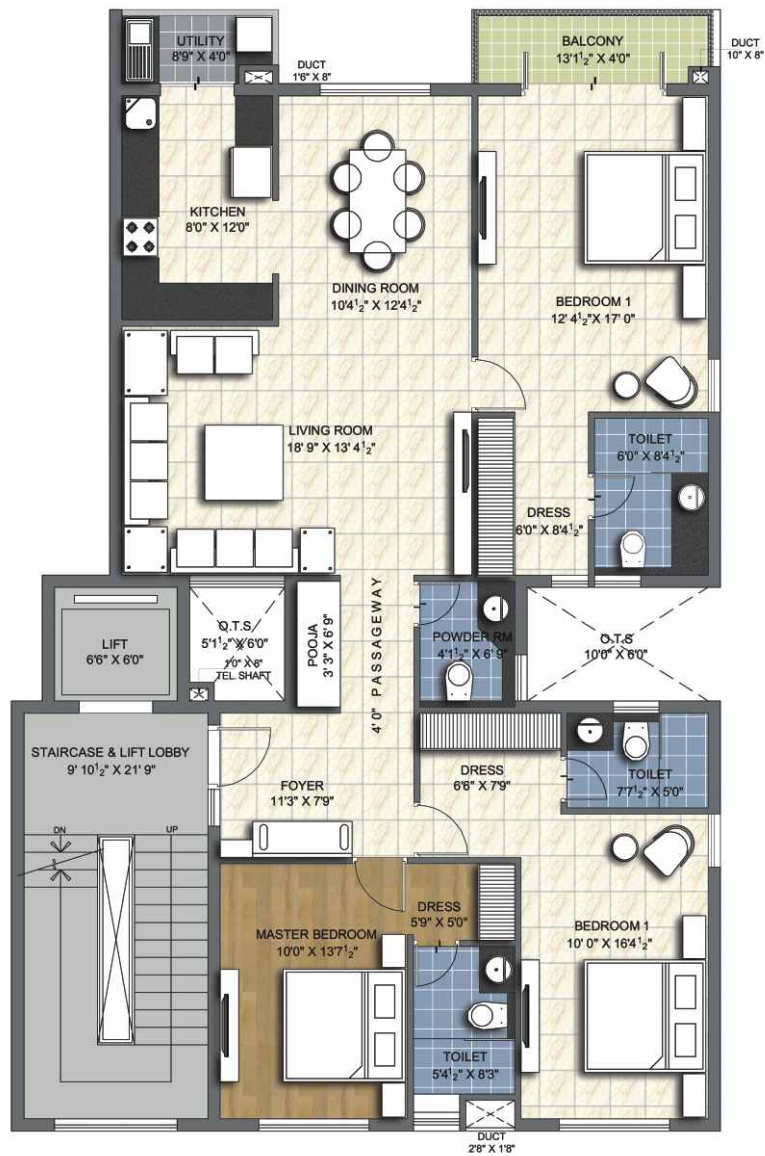 UTILITY
8'9" X 4'0"
BALCONY
13'1½" X 4'0"
DUCT
10" X 8"
DUCT
1'6" X 8"
KITCHEN
8'0" X 12'0"
DINING ROOM
10'4½" X 12'4½"
BEDROOM 1
12' 4½"X 17' 0"
LIVING ROOM
18' 9" X 13' 4½"
TOILET
6'0" X 8'4½"
DRESS
6'0" X 8'4½"
LIFT
6'6" X 6'0"
O.T.S
5'1½" X 6'0"
1'0" X 8"
TEL. SHAFT
POOJA
3' 3" X 6' 9"
4' 0" PASSAGEWAY
POWDER RM
4'1½" X 6' 9"
O.T.S
10'0" X 6'0"
STAIRCASE & LIFT LOBBY
9' 10½" X 21' 9"
FOYER
11'3" X 7'9"
DRESS
6'6" X 7'9"
TOILET
7'7½" X 5'0"
DN
UP
MASTER BEDROOM
10'0" X 13'7½"
DRESS
5'9" X 5'0"
BEDROOM 1
10' 0" X 16'4½"
TOILET
5'4½" X 8'3"
DUCT
2'8" X 1'8"